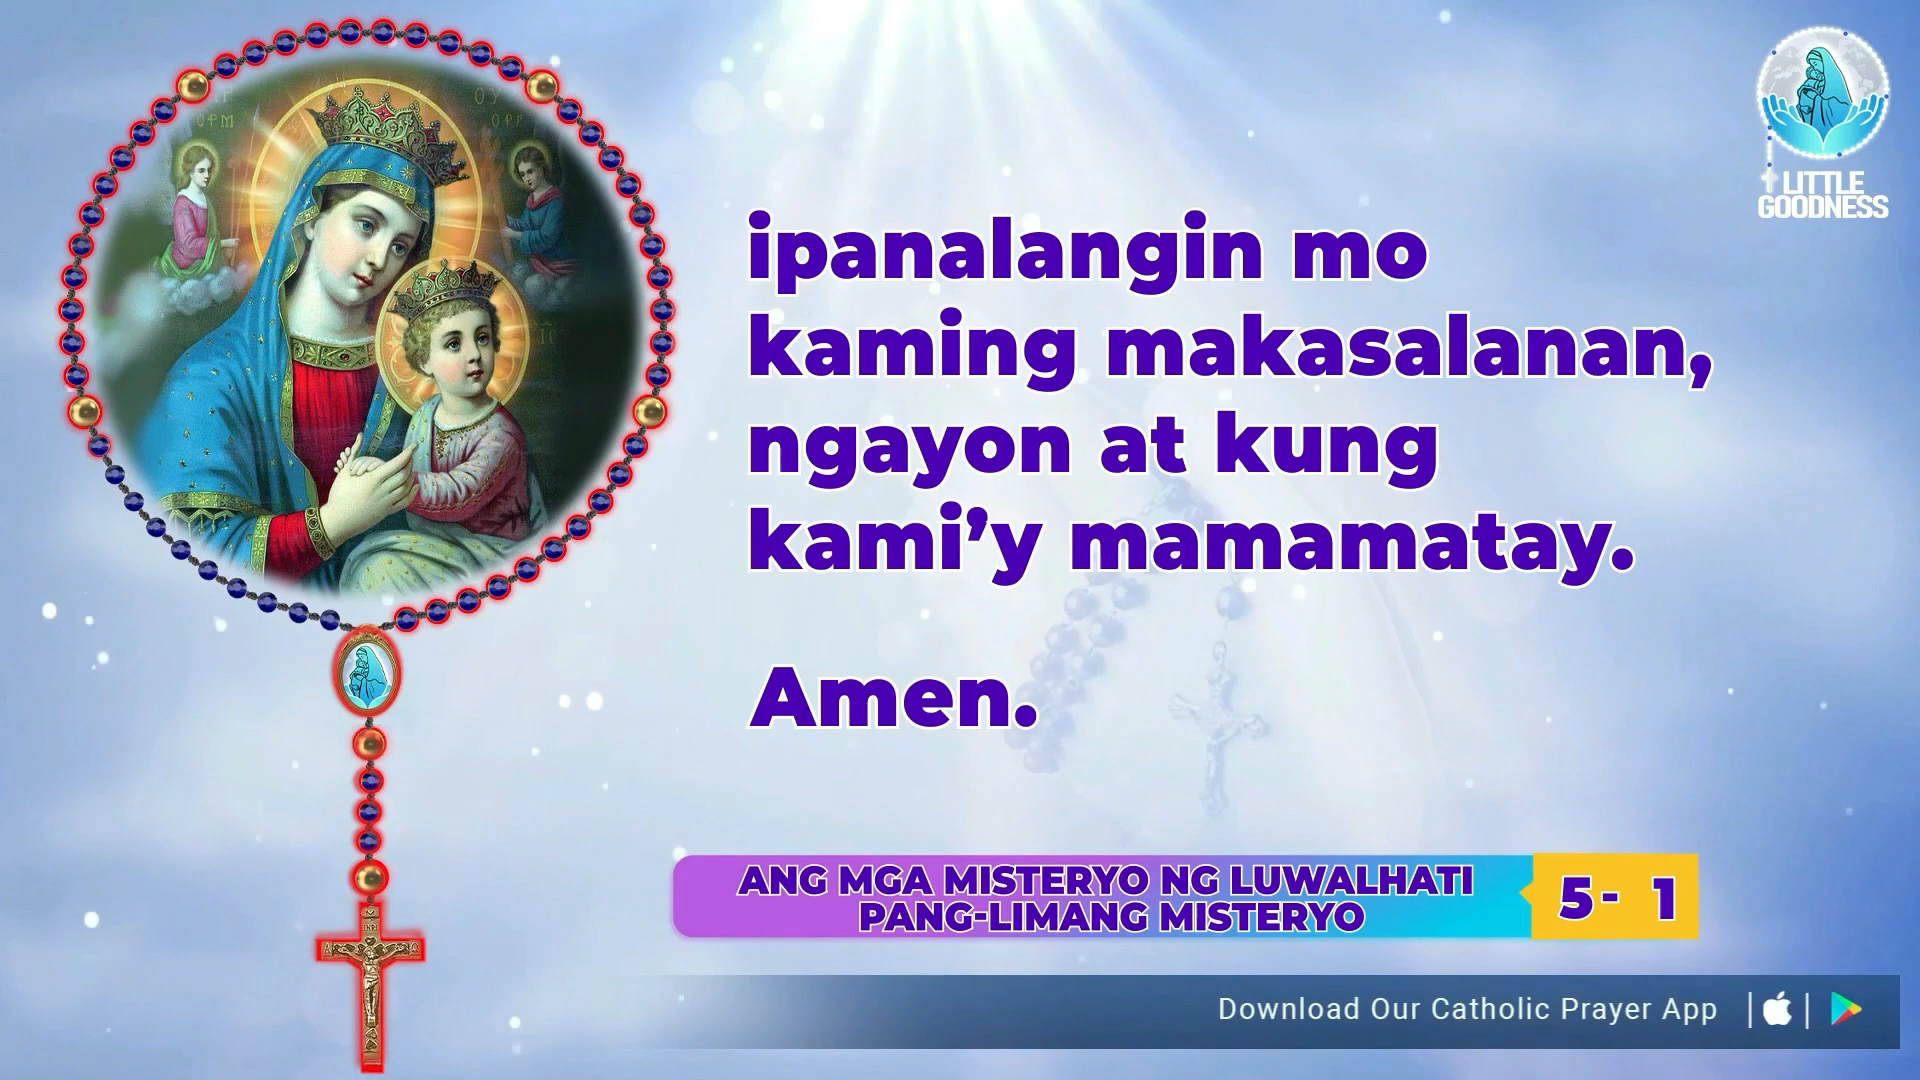 LITTLE
GOODNESS
ipanalangin mo
kaming makasalanan,
ngayon at kung
kami’y mamamatay.
Amen.
ANG MGA MISTERYO NG LUWALHATI
PANG-LIMANG MISTERYO
5- 1
Download Our Catholic Prayer App
INRI